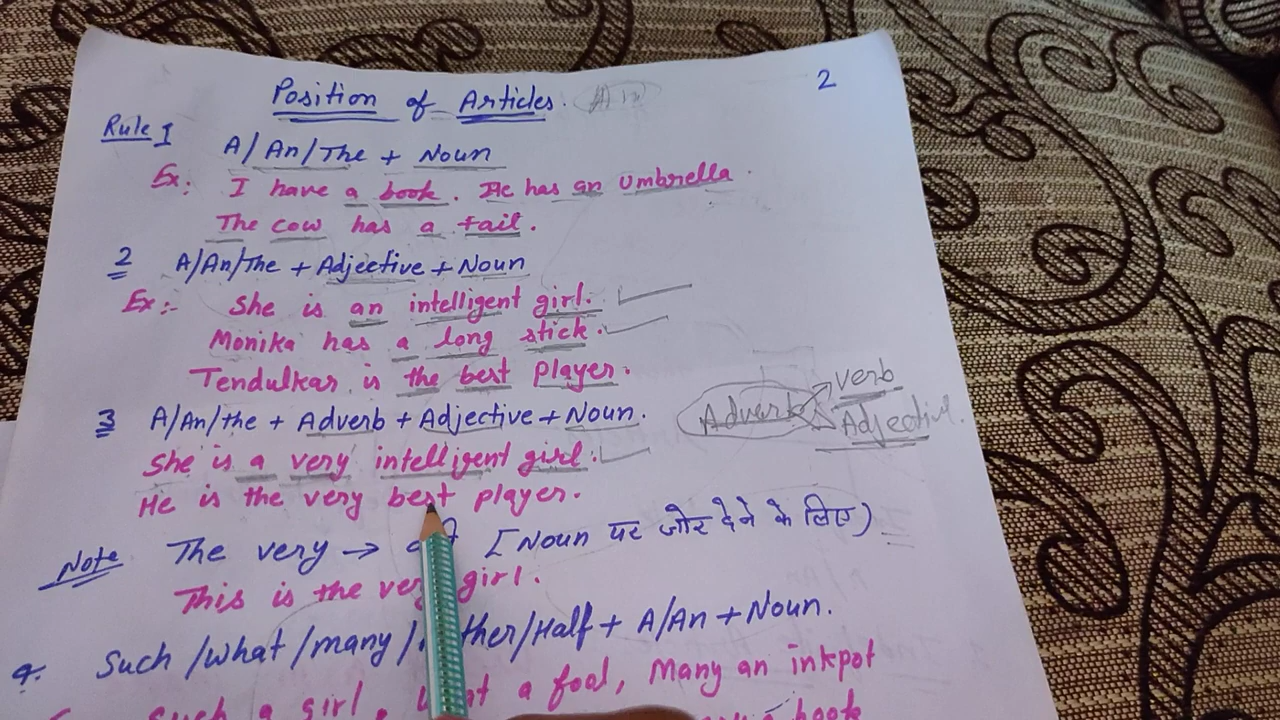 Position of Articles. 2
Rule 1
A/An/The + Noun
Ex: I have a book. He has an Umbrella.
The cow has a tail.
2 A/An/The + Adjective + Noun
Ex:- She is an intelligent girl.
Monika has a long stick.
Tendulkar is the best player.
3 A/An/the + Adverb + Adjective + Noun.
Adverb Verb
Adjective.
She is a very intelligent girl.
He is the very best player.
Note The very → [Noun पर जोर देने के लिए)
This is the very girl.
4. Such/what/many/ /Half + A/An + Noun.
Such a girl, a fool, Many an inkpot
book